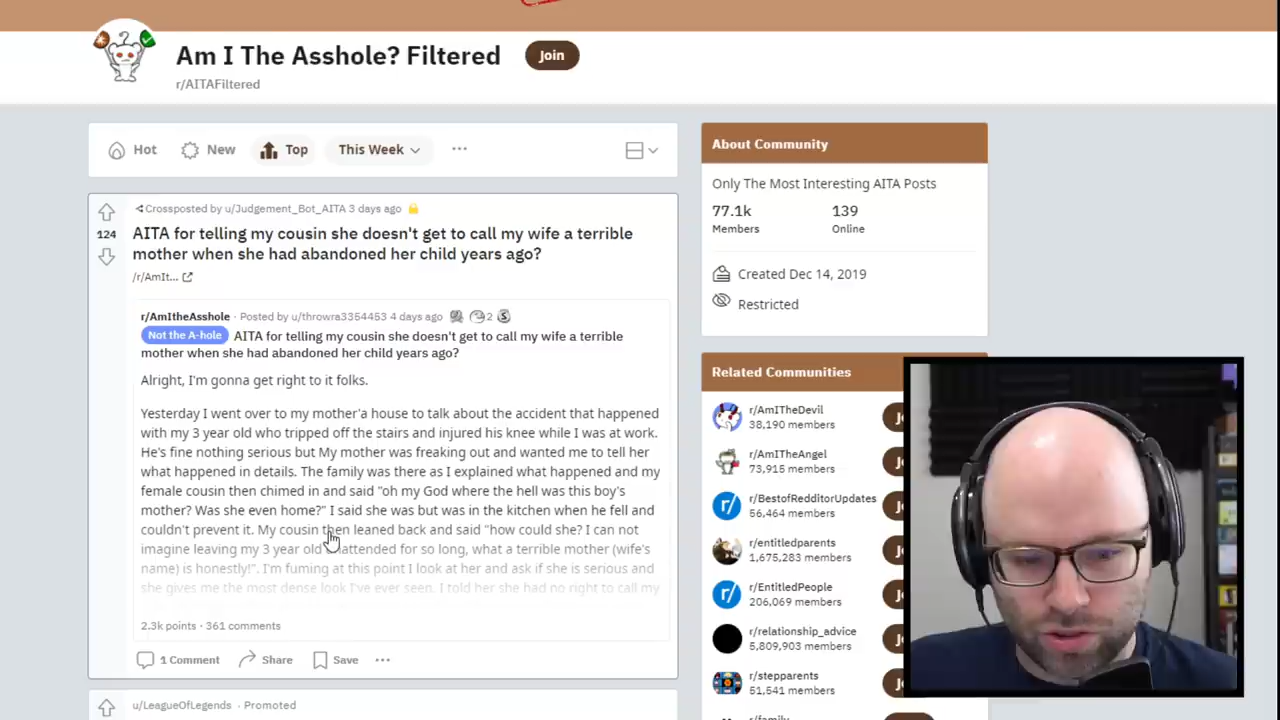 Am I The Asshole? Filtered
Join
r/AITAFiltered
Hot
New
Top
This Week
Crossposted by u/Judgement_Bot_AITA 3 days ago
124
AITA for telling my cousin she doesn't get to call my wife a terrible
mother when she had abandoned her child years ago?
/r/AmIt...
r/AmItheAsshole · Posted by u/throwra3354453 4 days ago 2
Not the A-hole AITA for telling my cousin she doesn't get to call my wife a terrible
mother when she had abandoned her child years ago?
Alright, I'm gonna get right to it folks.
Yesterday I went over to my mother'a house to talk about the accident that happened
with my 3 year old who tripped off the stairs and injured his knee while I was at work.
He's fine nothing serious but My mother was freaking out and wanted me to tell her
what happened in details. The family was there as I explained what happened and my
female cousin then chimed in and said "oh my God where the hell was this boy's
mother? Was she even home?" I said she was but was in the kitchen when he fell and
couldn't prevent it. My cousin then leaned back and said "how could she? I can not
imagine leaving my 3 year old attended for so long, what a terrible mother (wife's
name) is honestly!". I'm fuming at this point I look at her and ask if she is serious and
she gives me the most dense look I've ever seen. I told her she had no right to call my
2.3k points · 361 comments
1 Comment
Share
Save
u/LeagueOfLegends · Promoted
About Community
Only The Most Interesting AITA Posts
77.1k
Members
139
Online
Created Dec 14, 2019
Restricted
Related Communities
r/AmITheDevil
38,190 members
r/AmITheAngel
73,915 members
r/BestofRedditorUpdates
56,464 members
r/entitledparents
1,675,283 members
r/EntitledPeople
206,069 members
r/relationship_advice
5,809,903 members
r/stepparents
51,541 members
r/family